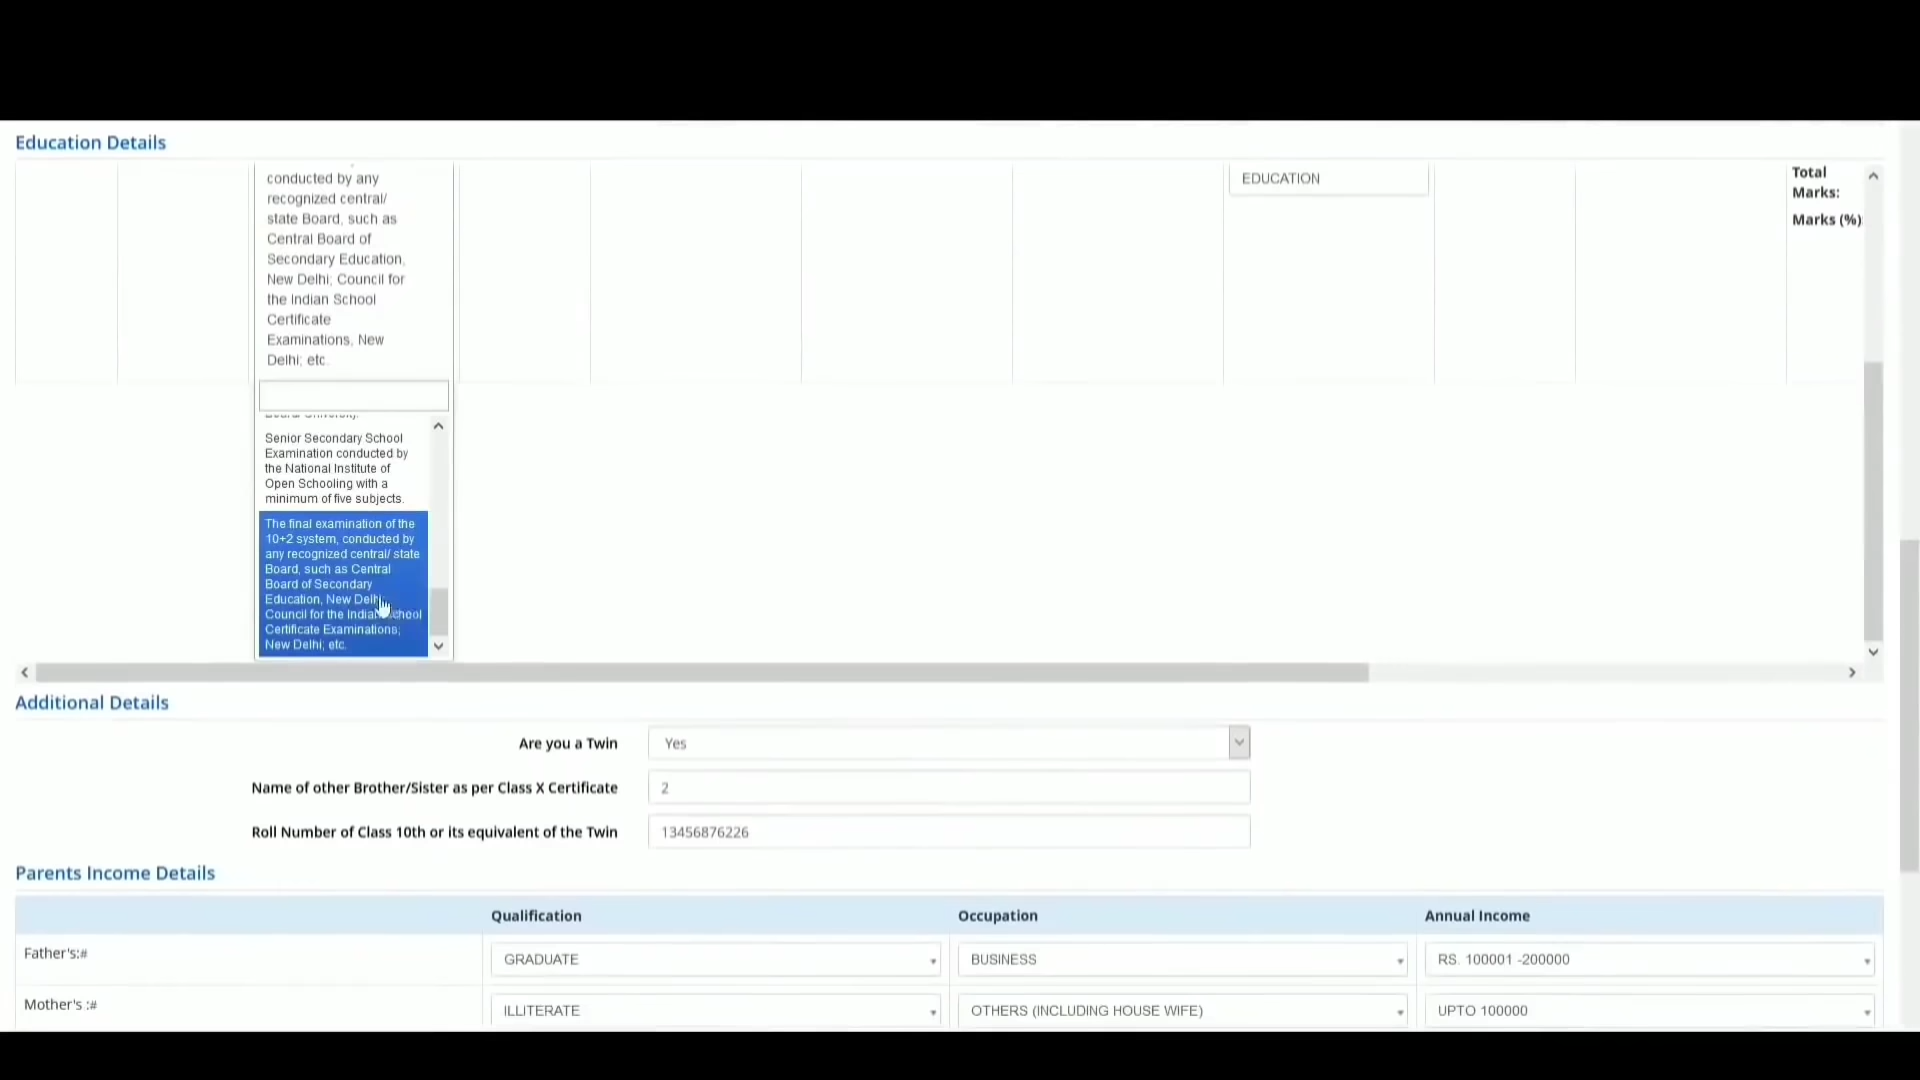 Education Details
conducted by any
recognized central/
state Board, such as
Central Board of
Secondary Education,
New Delhi; Council for
the Indian School
Certificate
Examinations, New
Delhi; etc.
EDUCATION
Total
Marks:
Marks (%)
Senior Secondary School
Examination conducted by
the National Institute of
Open Schooling with a
minimum of five subjects.
The final examination of the
10+2 system, conducted by
any recognized central/ state
Board, such as Central
Board of Secondary
Education, New Delhi;
Council for the Indian School
Certificate Examinations,
New Delhi; etc.
Additional Details
Are you a Twin
Yes
Name of other Brother/Sister as per Class X Certificate
2
Roll Number of Class 10th or its equivalent of the Twin
13456876226
Parents Income Details
Qualification Occupation Annual Income
Father's:# GRADUATE BUSINESS RS. 100001 -200000
Mother's :# ILLITERATE OTHERS (INCLUDING HOUSE WIFE) UPTO 100000